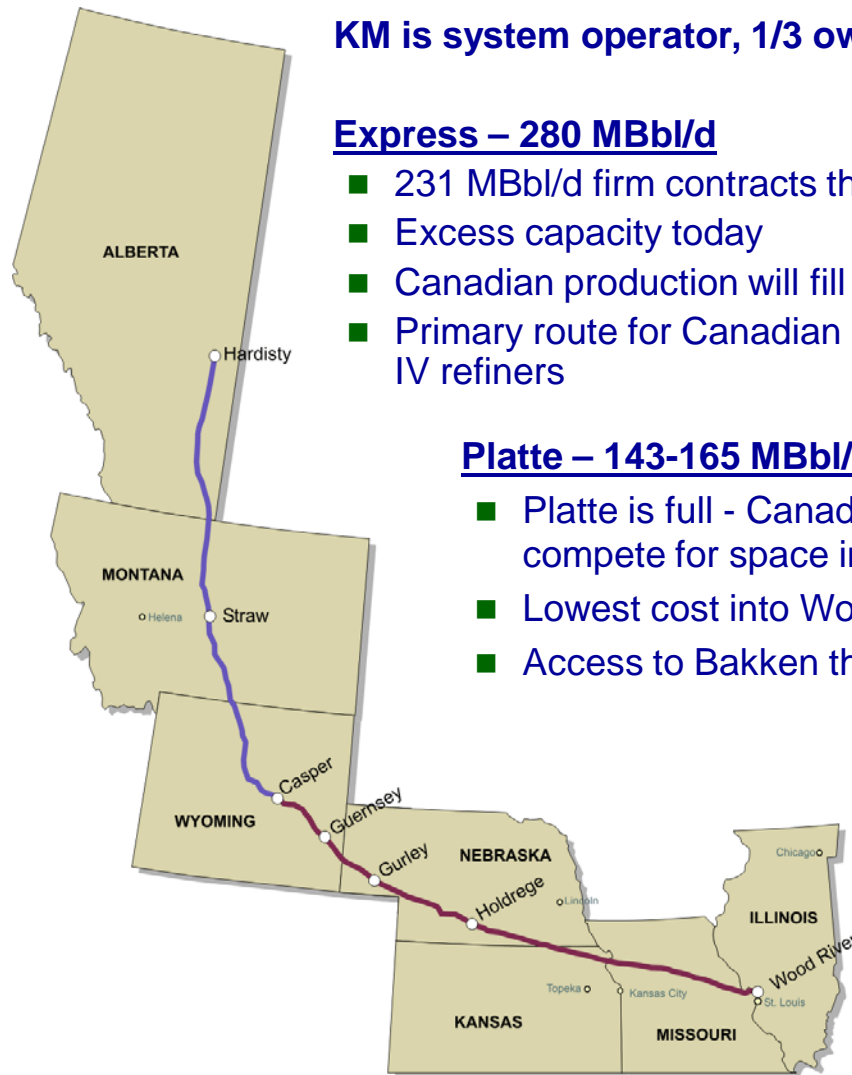 KM is system operator, 1/3 ow
Express – 280 MBbl/d
231 MBbl/d firm contracts th
Excess capacity today
Canadian production will fill
Primary route for Canadian
IV refiners
Platte – 143-165 MBbl/
Platte is full - Canad
compete for space i
Lowest cost into Wo
Access to Bakken th
ALBERTA
Hardisty
MONTANA
Helena
Straw
Casper
WYOMING
Guernsey
Gurley
NEBRASKA
Chicago
Lincoln
Holdrege
ILLINOIS
Wood River
Topeka
Kansas City
St. Louis
KANSAS
MISSOURI